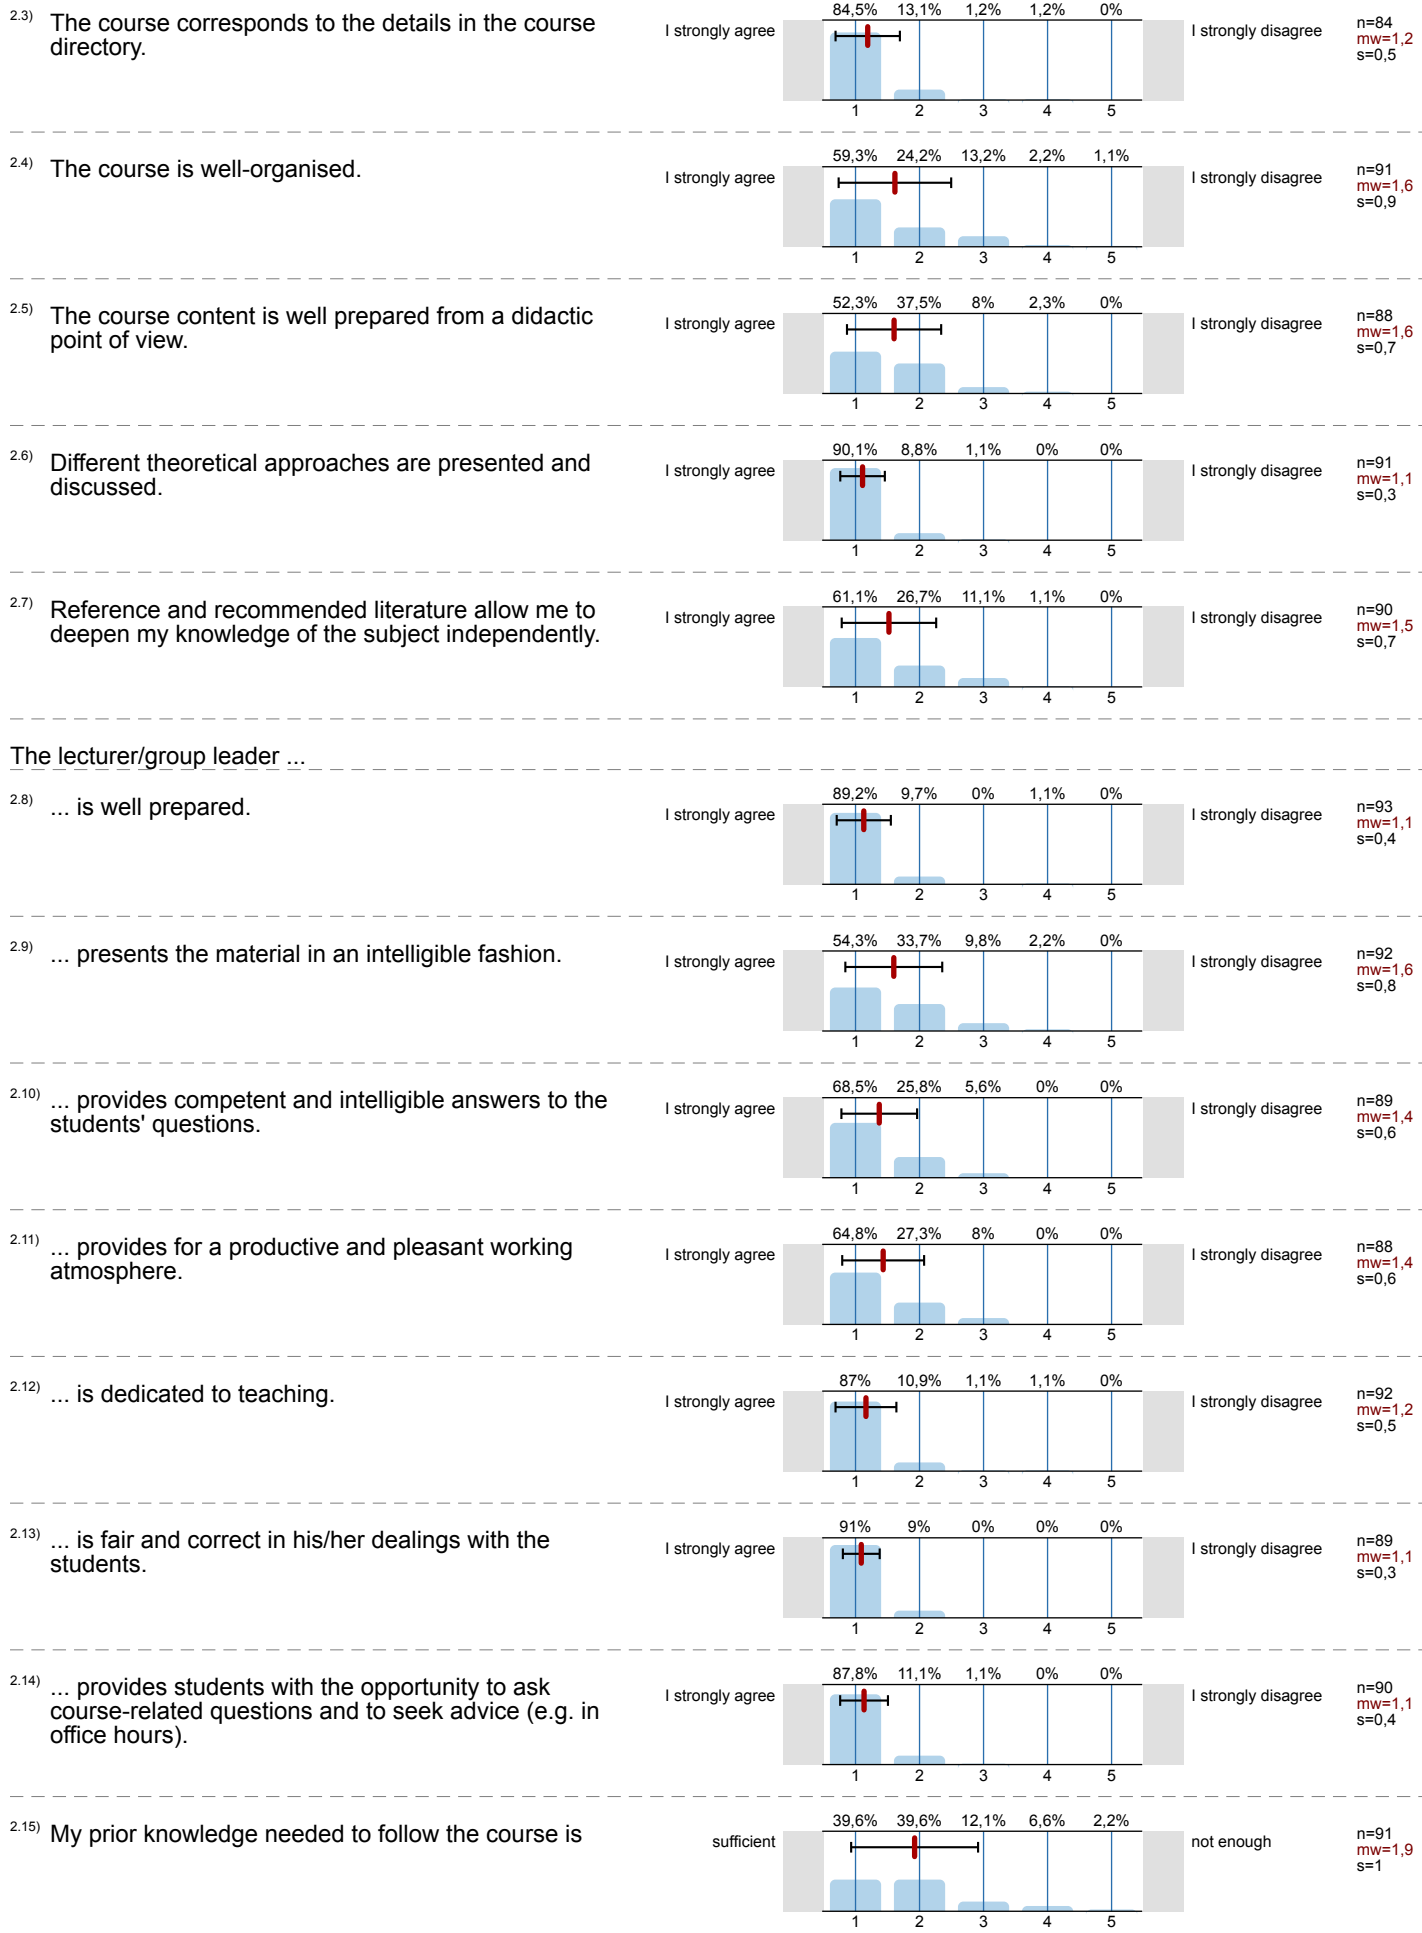 2.3) The course corresponds to the details in the course
directory.
I strongly agree
84,5% 13,1% 1,2% 1,2% 0%
1 2 3 4 5
I strongly disagree
n=84
mw=1,2
s=0,5
2.4) The course is well-organised.
I strongly agree
59,3% 24,2% 13,2% 2,2% 1,1%
1 2 3 4 5
I strongly disagree
n=91
mw=1,6
s=0,9
2.5) The course content is well prepared from a didactic
point of view.
I strongly agree
52,3% 37,5% 8% 2,3% 0%
1 2 3 4 5
I strongly disagree
n=88
mw=1,6
s=0,7
2.6) Different theoretical approaches are presented and
discussed.
I strongly agree
90,1% 8,8% 1,1% 0% 0%
1 2 3 4 5
I strongly disagree
n=91
mw=1,1
s=0,3
2.7) Reference and recommended literature allow me to
deepen my knowledge of the subject independently.
I strongly agree
61,1% 26,7% 11,1% 1,1% 0%
1 2 3 4 5
I strongly disagree
n=90
mw=1,5
s=0,7
The lecturer/group leader ...
2.8) ... is well prepared.
I strongly agree
89,2% 9,7% 0% 1,1% 0%
1 2 3 4 5
I strongly disagree
n=93
mw=1,1
s=0,4
2.9) ... presents the material in an intelligible fashion.
I strongly agree
54,3% 33,7% 9,8% 2,2% 0%
1 2 3 4 5
I strongly disagree
n=92
mw=1,6
s=0,8
2.10) ... provides competent and intelligible answers to the
students' questions.
I strongly agree
68,5% 25,8% 5,6% 0% 0%
1 2 3 4 5
I strongly disagree
n=89
mw=1,4
s=0,6
2.11) ... provides for a productive and pleasant working
atmosphere.
I strongly agree
64,8% 27,3% 8% 0% 0%
1 2 3 4 5
I strongly disagree
n=88
mw=1,4
s=0,6
2.12) ... is dedicated to teaching.
I strongly agree
87% 10,9% 1,1% 1,1% 0%
1 2 3 4 5
I strongly disagree
n=92
mw=1,2
s=0,5
2.13) ... is fair and correct in his/her dealings with the
students.
I strongly agree
91% 9% 0% 0% 0%
1 2 3 4 5
I strongly disagree
n=89
mw=1,1
s=0,3
2.14) ... provides students with the opportunity to ask
course-related questions and to seek advice (e.g. in
office hours).
I strongly agree
87,8% 11,1% 1,1% 0% 0%
1 2 3 4 5
I strongly disagree
n=90
mw=1,1
s=0,4
2.15) My prior knowledge needed to follow the course is
sufficient
39,6% 39,6% 12,1% 6,6% 2,2%
1 2 3 4 5
not enough
n=91
mw=1,9
s=1